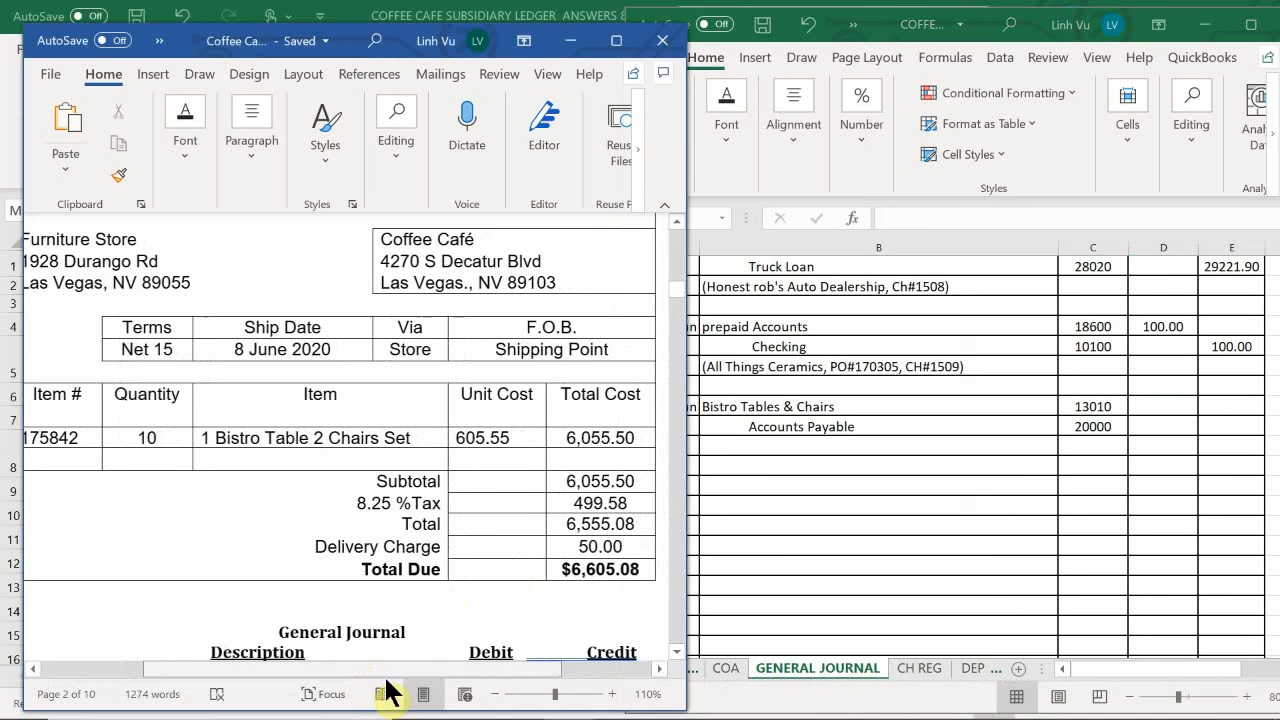 COFFEE CAFE SUBSIDIARY LEDGER ANSWERS &
AutoSave Off Coffee Ca... - Saved Linh Vu LV
Off COFFE... Linh Vu LV
File Home Insert Draw Design Layout References Mailings Review View Help
Home Insert Draw Page Layout Formulas Data Review View Help QuickBooks
Paste Font Paragraph Styles Editing Dictate Editor Reus
Files
Clipboard Styles Voice Editor Reuse F
Font Alignment Number Conditional Formatting Cells Editing
Format as Table
Cell Styles
Styles
Furniture Store
1928 Durango Rd
Las Vegas, NV 89055
Coffee Café
4270 S Decatur Blvd
Las Vegas., NV 89103
Terms Ship Date Via F.O.B.
Net 15 8 June 2020 Store Shipping Point
Item # Quantity Item Unit Cost Total Cost
175842 10 1 Bistro Table 2 Chairs Set 605.55 6,055.50
Subtotal 6,055.50
8.25 %Tax 499.58
Total 6,555.08
Delivery Charge 50.00
Total Due $6,605.08
General Journal
Description Debit Credit
Page 2 of 10 1274 words Focus 110%
1
2
3
4
5
6
7
8
9
10
11
12
13
14
15
16
fx
B C D E
Truck Loan 28020 29221.90
(Honest rob's Auto Dealership, Ch#1508)
un prepaid Accounts 18600 100.00
Checking 10100 100.00
(All Things Ceramics, PO#170305, CH#1509)
un Bistro Tables & Chairs 13010
Accounts Payable 20000
... COA GENERAL JOURNAL CH REG DEP ...
80